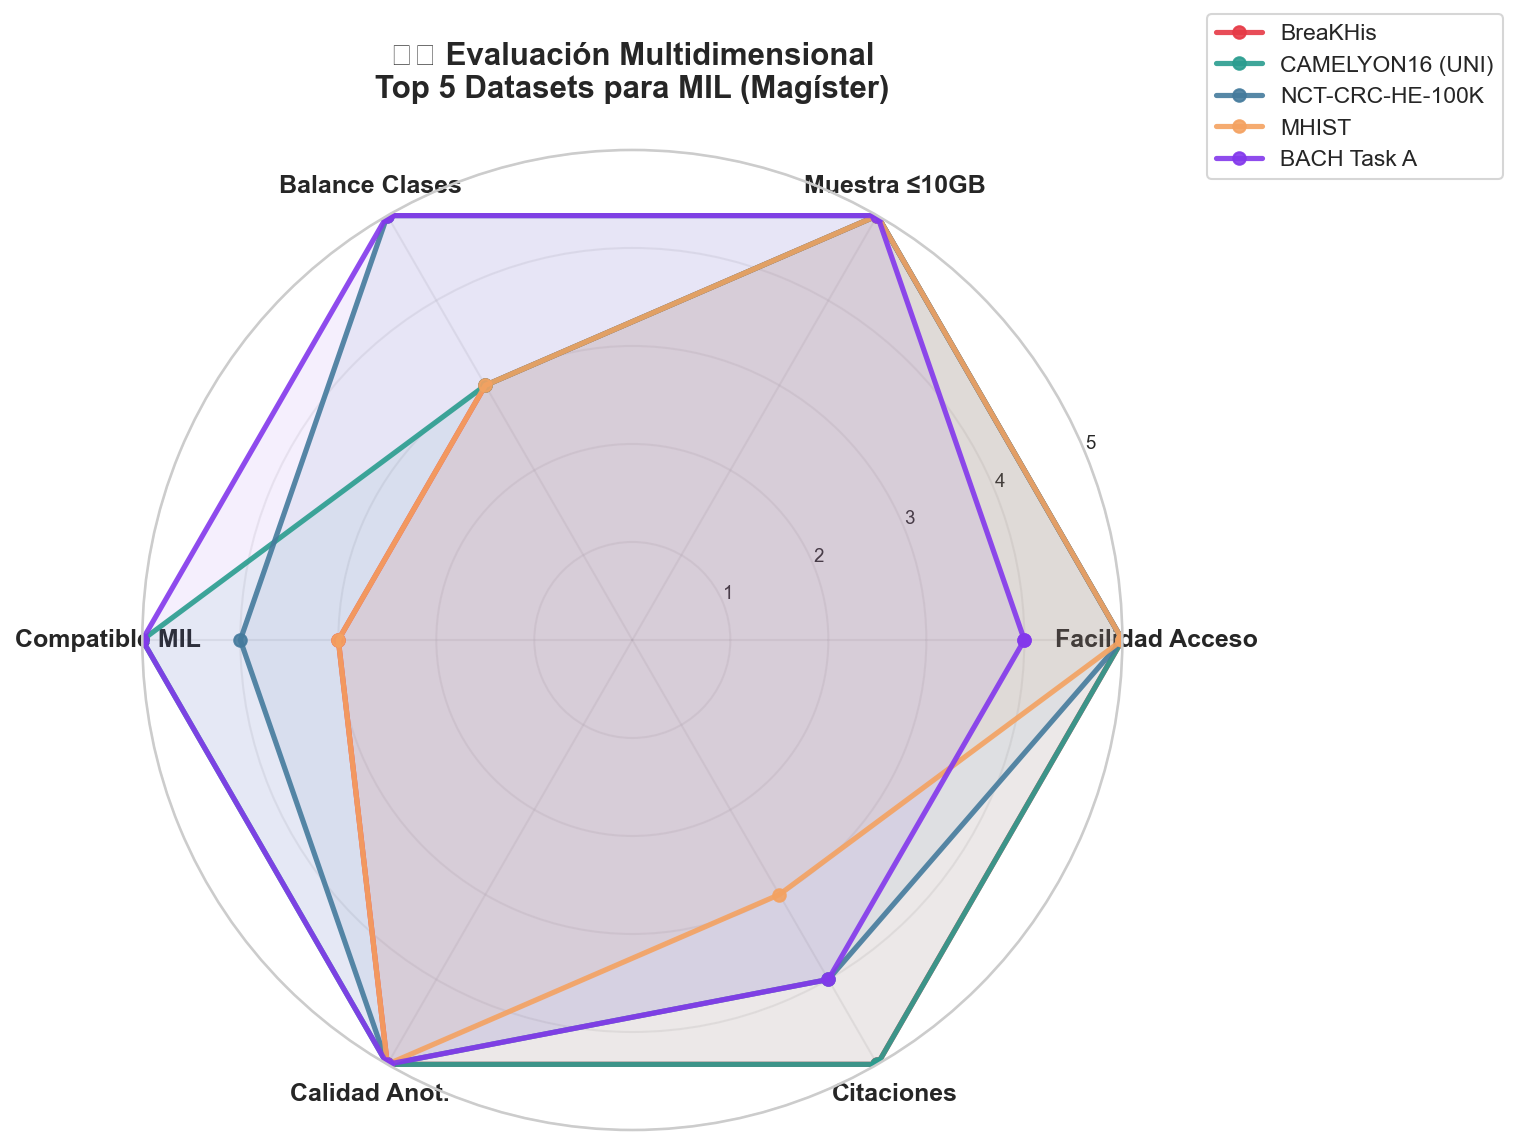 Evaluación Multidimensional
Top 5 Datasets para MIL (Magíster)
BreaKHis
CAMELYON16 (UNI)
NCT-CRC-HE-100K
MHIST
BACH Task A
Balance Clases
Muestra ≤10GB
5
4
3
2
1
Compatible MIL
Facilidad Acceso
Calidad Anot.
Citaciones